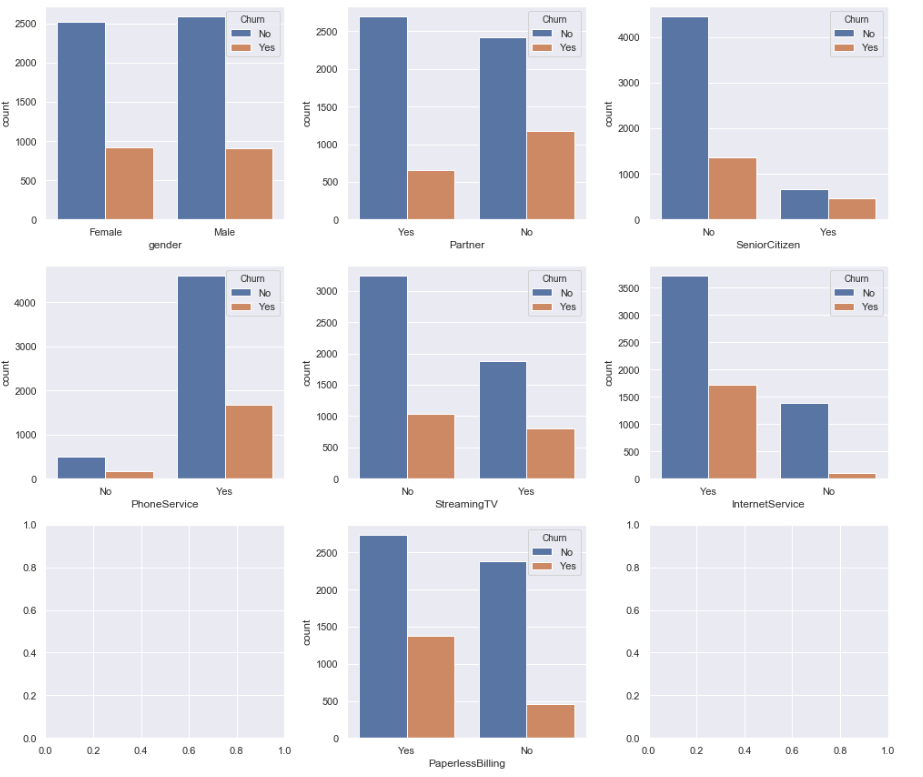 2500
2000
1500
1000
500
0
count
Female
Male
gender
Churn
No
Yes
2500
2000
1500
1000
500
0
count
Yes
No
Partner
Churn
No
Yes
4000
3000
2000
1000
0
count
No
Yes
SeniorCitizen
Churn
No
Yes
4000
3000
2000
1000
0
count
No
Yes
PhoneService
Churn
No
Yes
3000
2500
2000
1500
1000
500
0
count
No
Yes
StreamingTV
Churn
No
Yes
3500
3000
2500
2000
1500
1000
500
0
count
Yes
No
InternetService
Churn
No
Yes
1.0
0.8
0.6
0.4
0.2
0.0
0.0 0.2 0.4 0.6 0.8 1.0
2500
2000
1500
1000
500
0
count
Yes
No
PaperlessBilling
Churn
No
Yes
1.0
0.8
0.6
0.4
0.2
0.0
0.0 0.2 0.4 0.6 0.8 1.0